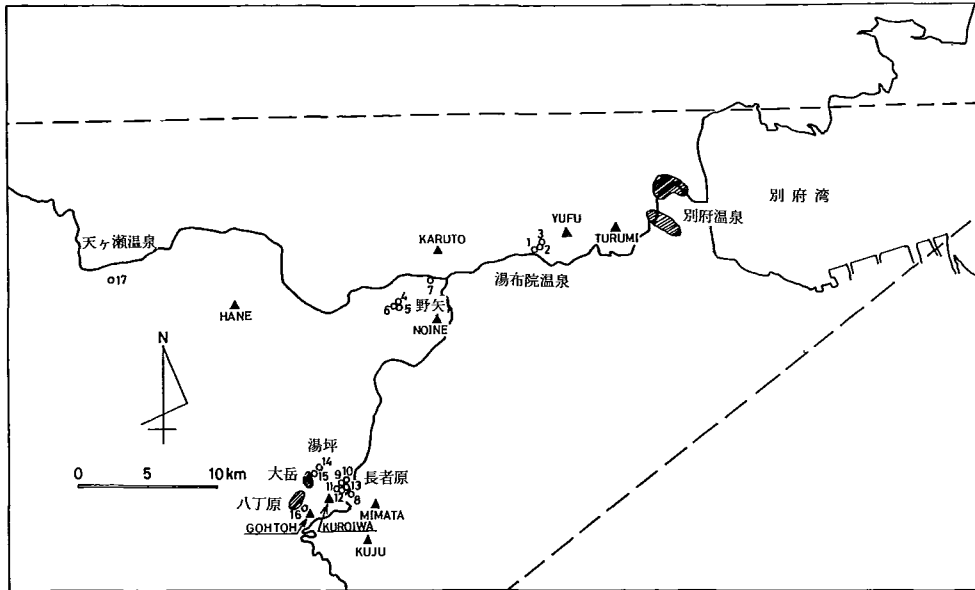 別府湾
別府温泉
YUFU
TURUMI
3
1
2
KARUTO
湯布院温泉
天ヶ瀬温泉
17
7
4
6
5
野矢
HANE
NOINE
N
湯坪
14
大岳
15
9
10
長者原
11
13
12
8
0 5 10km
八丁原
16
MIMATA
GOHTOH
KUROIWA
KUJU